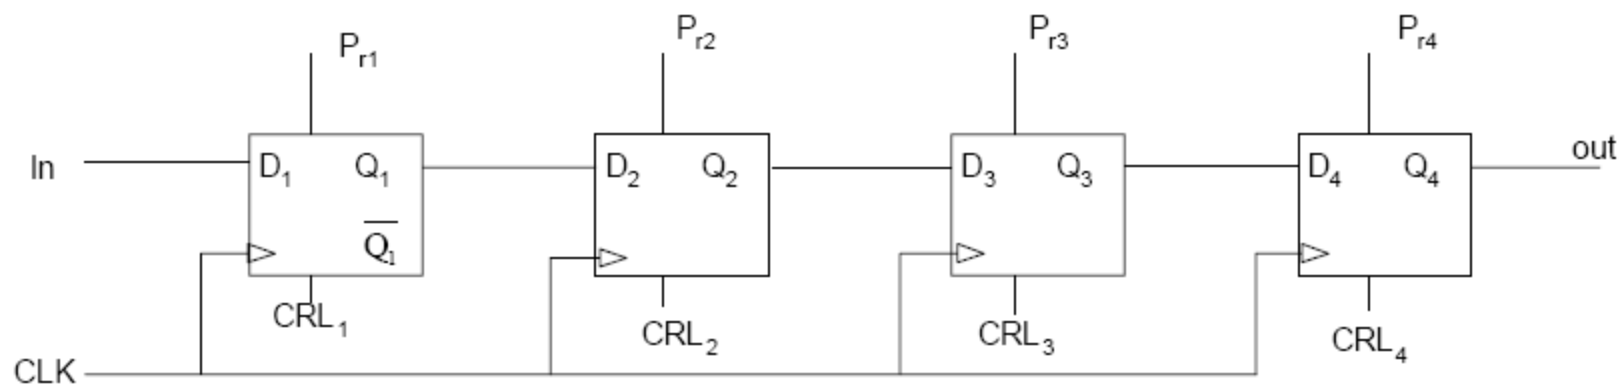 Pr1 Pr2 Pr3 Pr4
In D1 Q1 D2 Q2 D3 Q3 D4 Q4 out
Q̅1
CRL1 CRL2 CRL3 CRL4
CLK